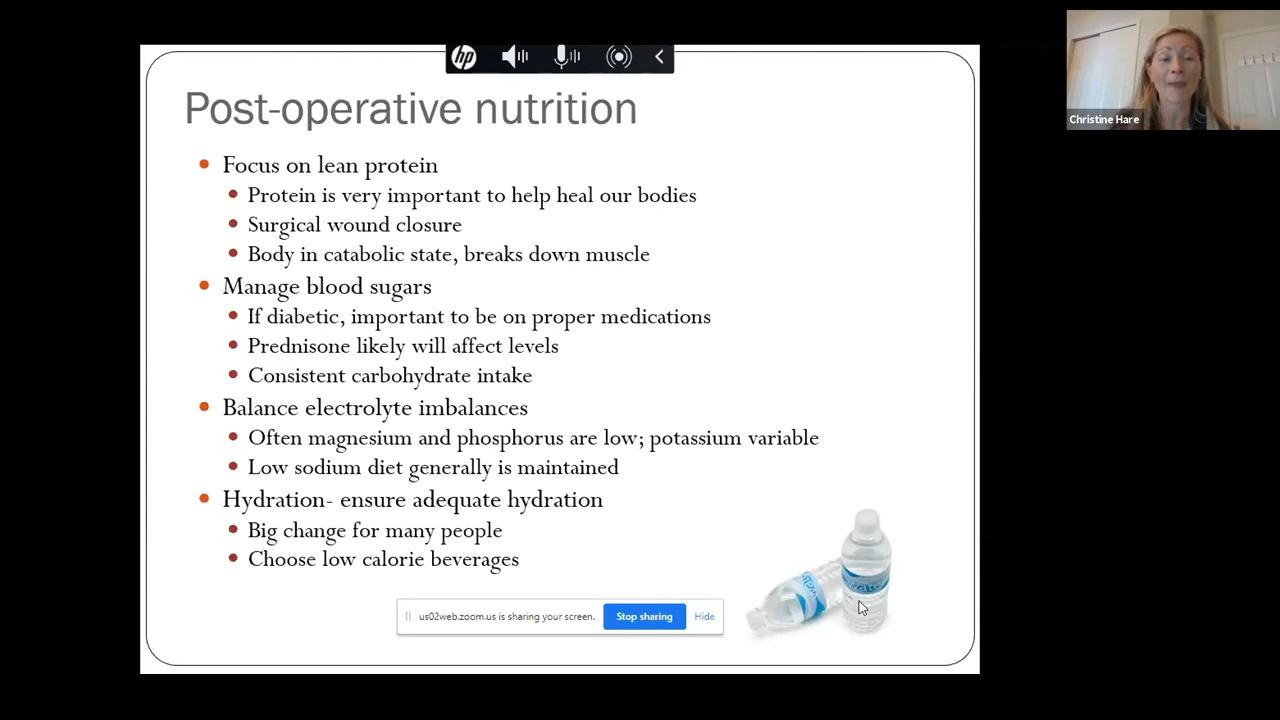 hp
Christine Hare
Post-operative nutrition
Focus on lean protein
Protein is very important to help heal our bodies
Surgical wound closure
Body in catabolic state, breaks down muscle
Manage blood sugars
If diabetic, important to be on proper medications
Prednisone likely will affect levels
Consistent carbohydrate intake
Balance electrolyte imbalances
Often magnesium and phosphorus are low; potassium variable
Low sodium diet generally is maintained
Hydration- ensure adequate hydration
Big change for many people
Choose low calorie beverages
us02web.zoom.us is sharing your screen.
Stop sharing
Hide